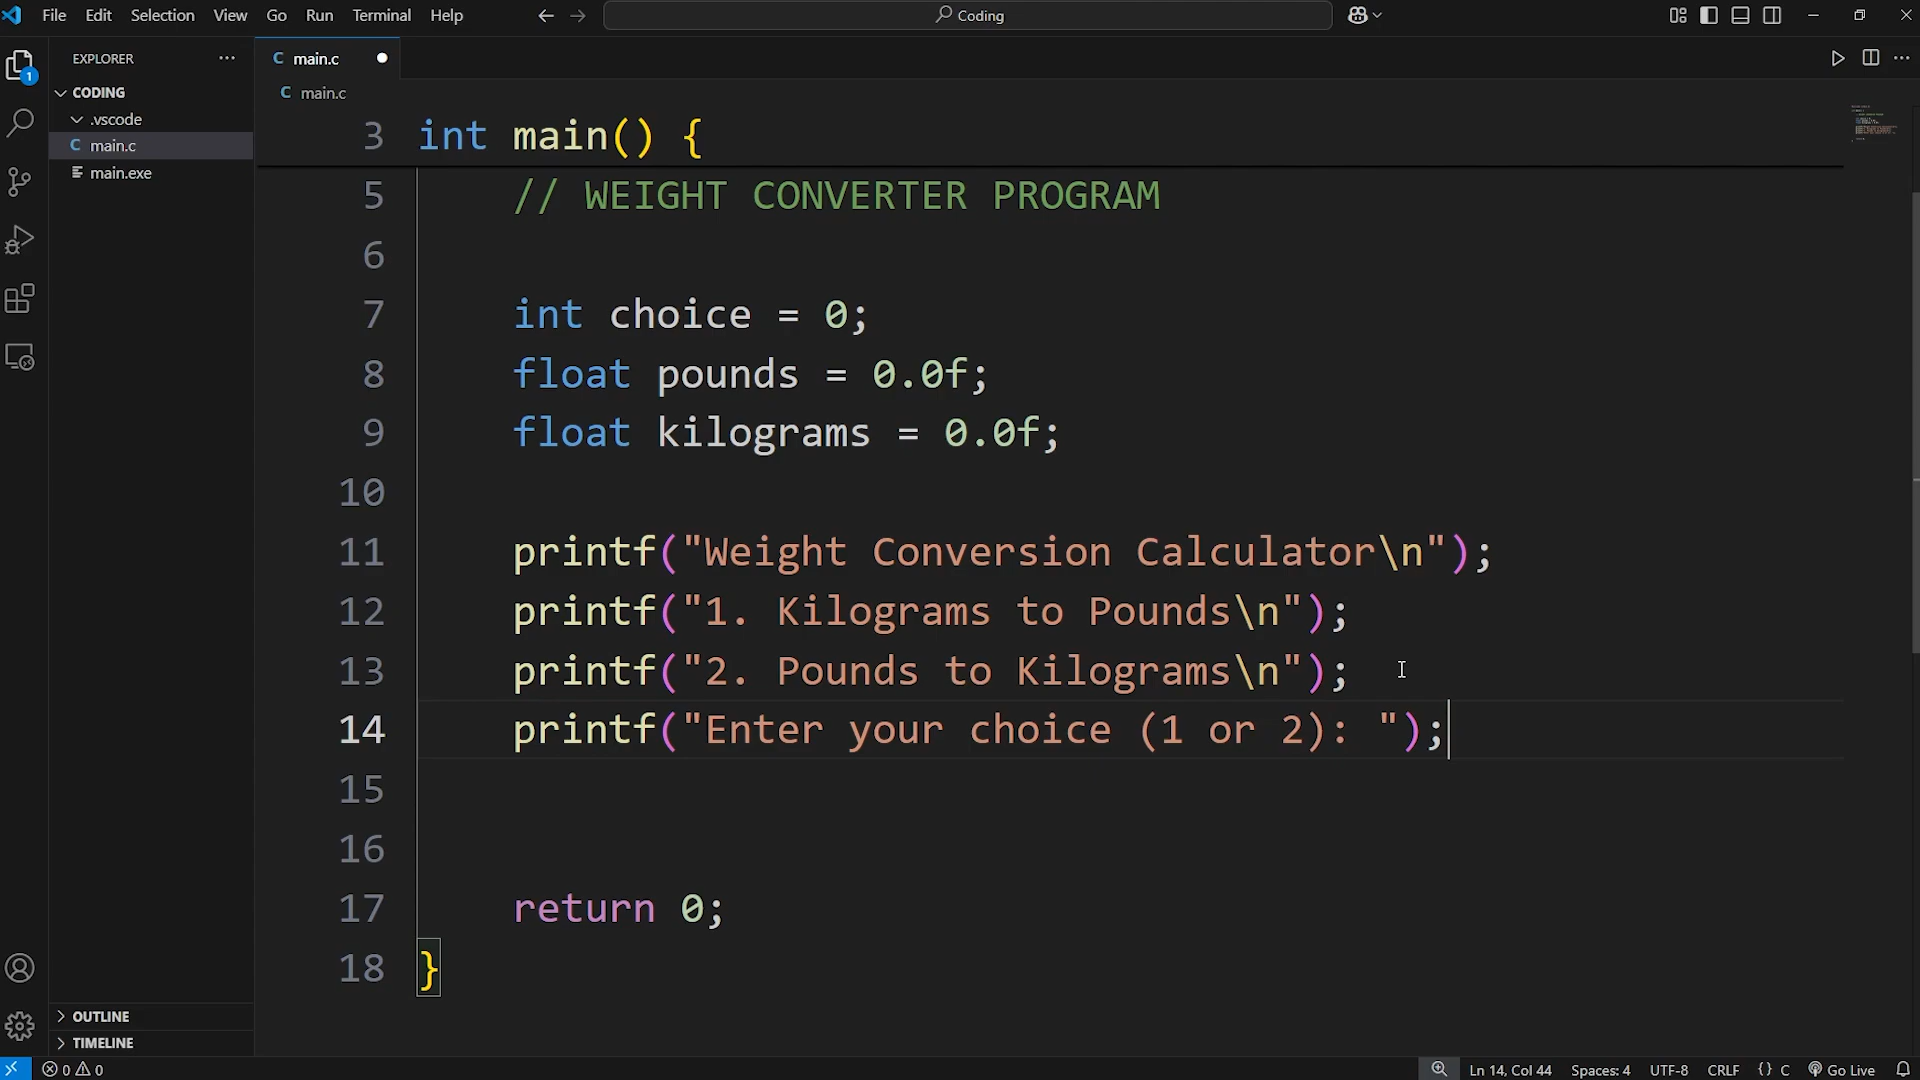 File Edit Selection View Go Run Terminal Help
Coding
EXPLORER
CODING
.vscode
C main.c
main.exe
OUTLINE
TIMELINE
1
C main.c
C main.c
3 int main() {
5 // WEIGHT CONVERTER PROGRAM
6
7 int choice = 0;
8 float pounds = 0.0f;
9 float kilograms = 0.0f;
10
11 printf("Weight Conversion Calculator\n");
12 printf("1. Kilograms to Pounds\n");
13 printf("2. Pounds to Kilograms\n");
14 printf("Enter your choice (1 or 2): ");
15
16
17 return 0;
18 }
0 0
Ln 14, Col 44 Spaces: 4 UTF-8 CRLF {} C Go Live